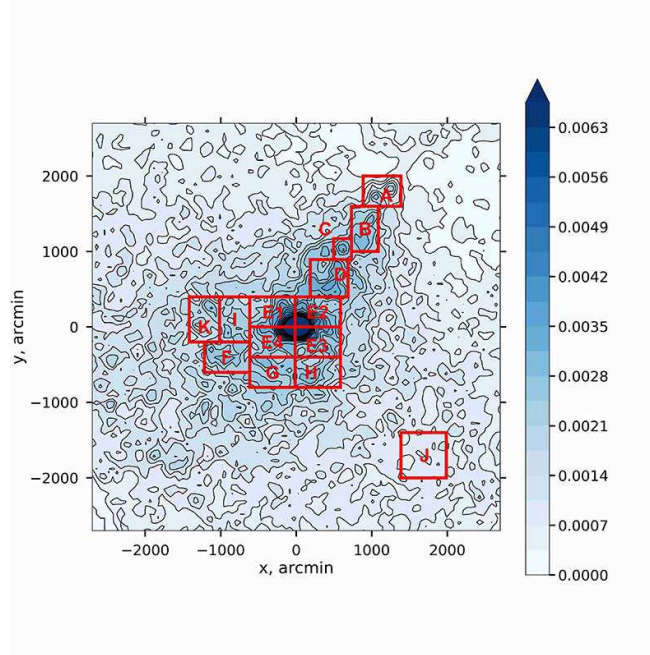 0.0063
0.0056
0.0049
0.0042
0.0035
0.0028
0.0021
0.0014
0.0007
0.0000
2000
1000
0
−1000
−2000
y, arcmin
A
B
C
D
E1 E2
K I
E4 E3
F
G H
J
−2000 −1000 0 1000 2000
x, arcmin